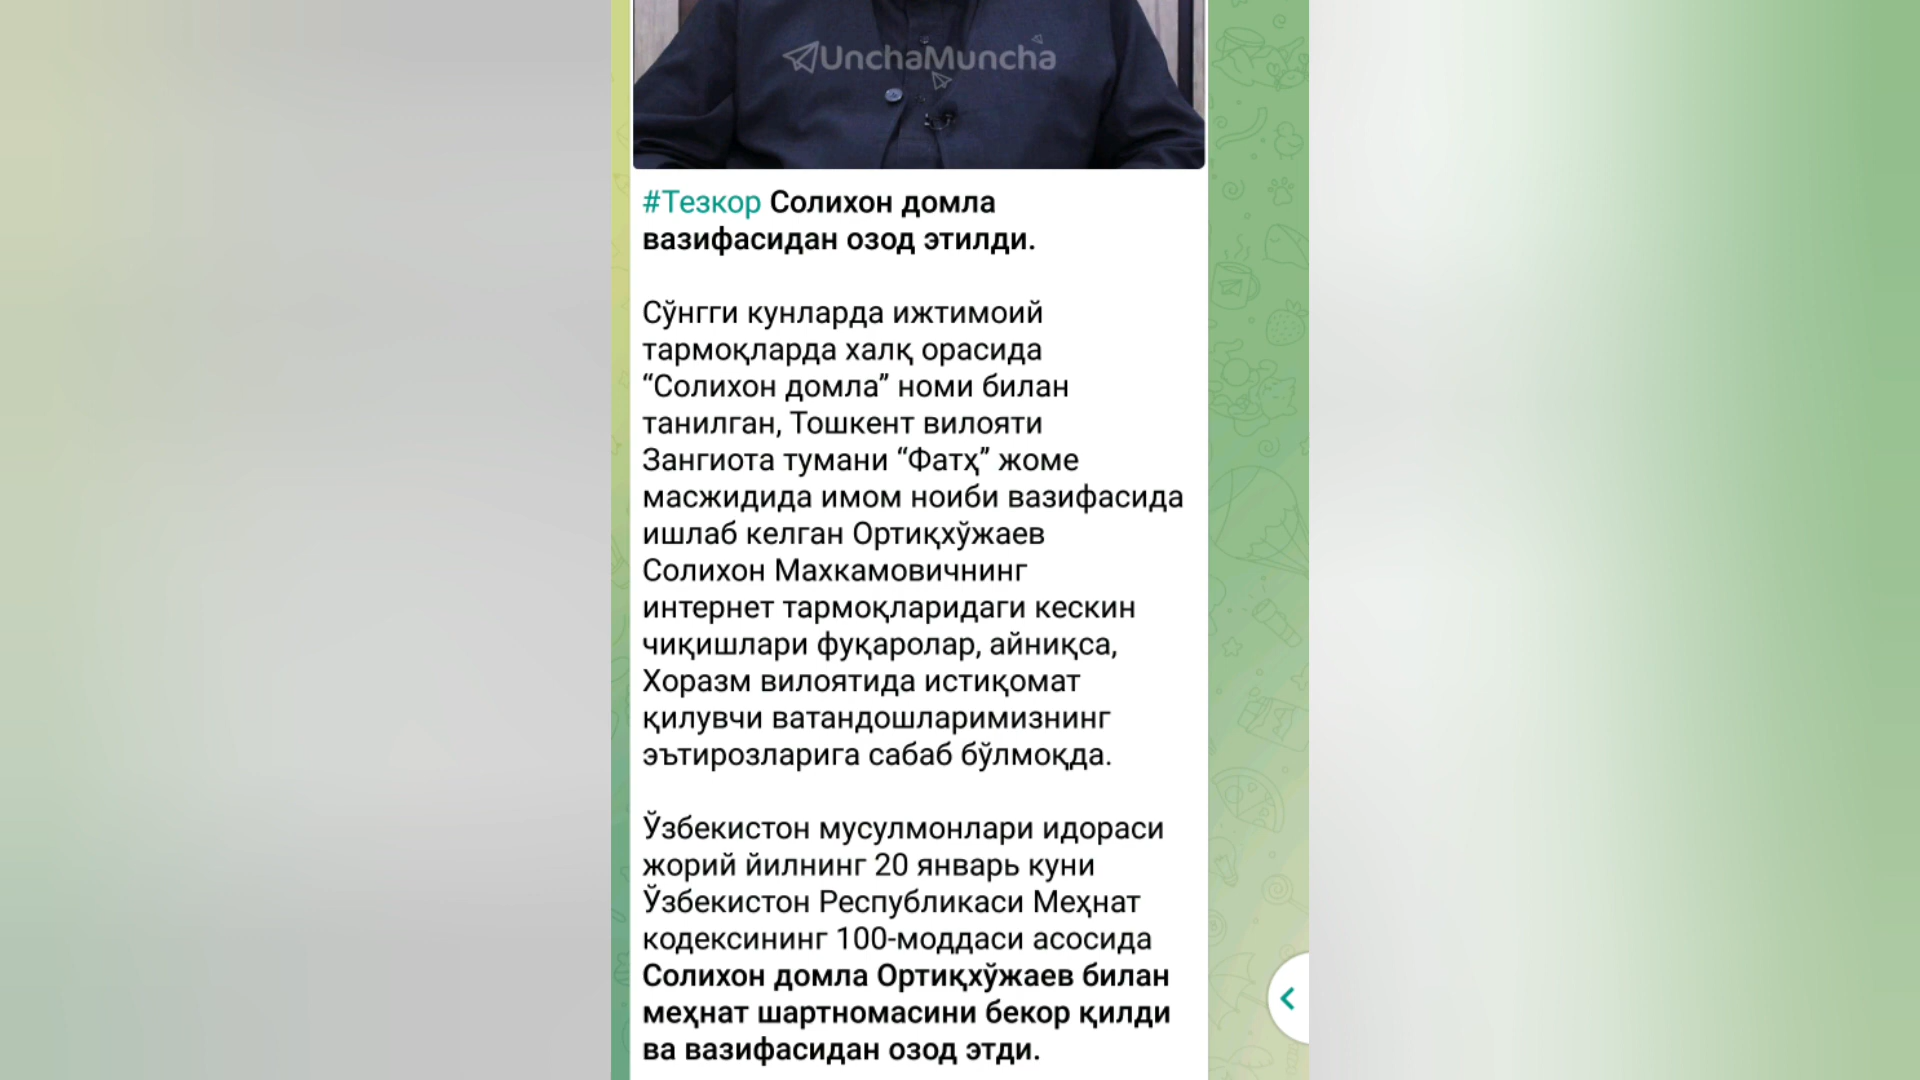 UnchaMuncha
#Тезкор Солихон домла
вазифасидан озод этилди.
Сўнгги кунларда ижтимоий
тармоқларда халқ орасида
“Солихон домла” номи билан
танилган, Тошкент вилояти
Зангиота тумани “Фатҳ” жоме
масжидида имом ноиби вазифасида
ишлаб келган Ортиқхўжаев
Солихон Махкамовичнинг
интернет тармоқларидаги кескин
чиқишлари фуқаролар, айниқса,
Хоразм вилоятида истиқомат
қилувчи ватандошларимизнинг
эътирозларига сабаб бўлмоқда.
Ўзбекистон мусулмонлари идораси
жорий йилнинг 20 январь куни
Ўзбекистон Республикаси Меҳнат
кодексининг 100-моддаси асосида
Солихон домла Ортиқхўжаев билан
меҳнат шартномасини бекор қилди
ва вазифасидан озод этди.